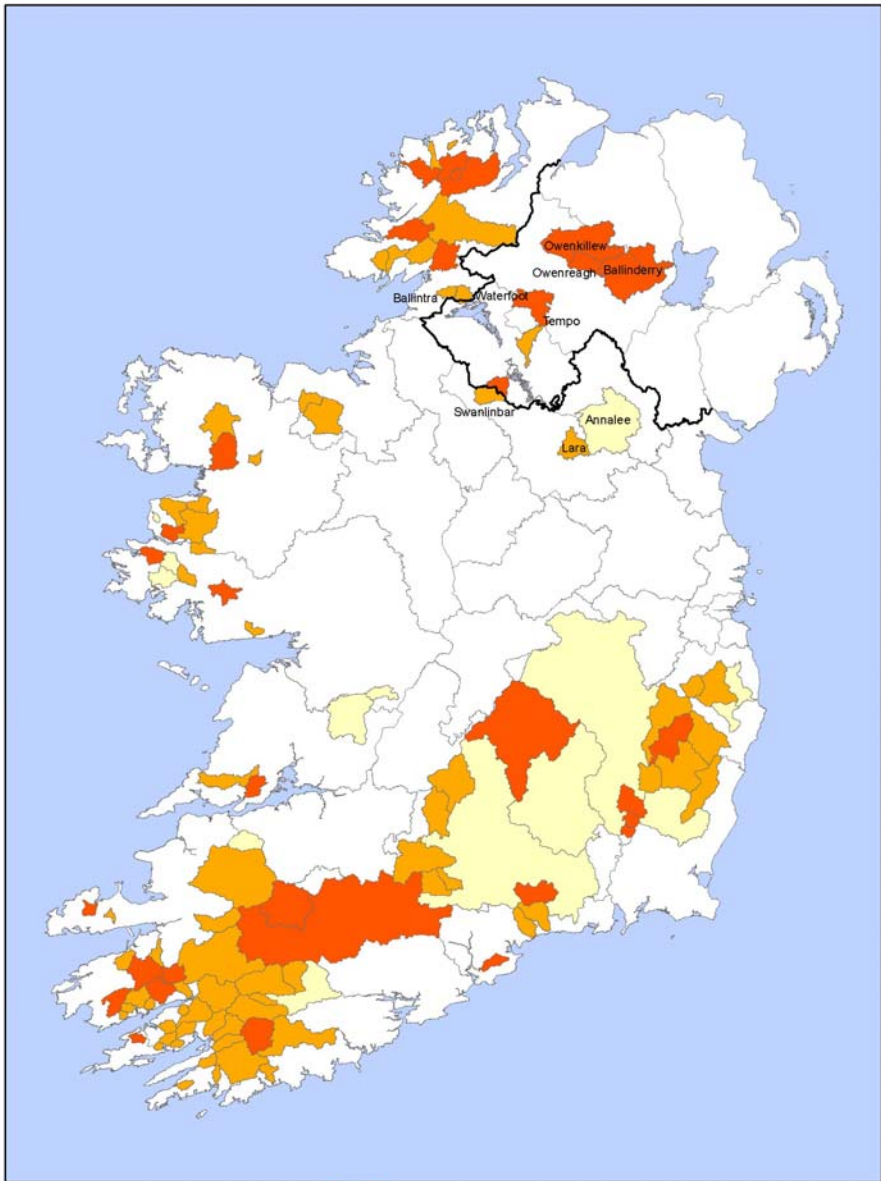 Owenkillew
Owenreagh
Ballinderry
Ballintra
Waterfoot
Tempo
Swanlinbar
Annalee
Lara